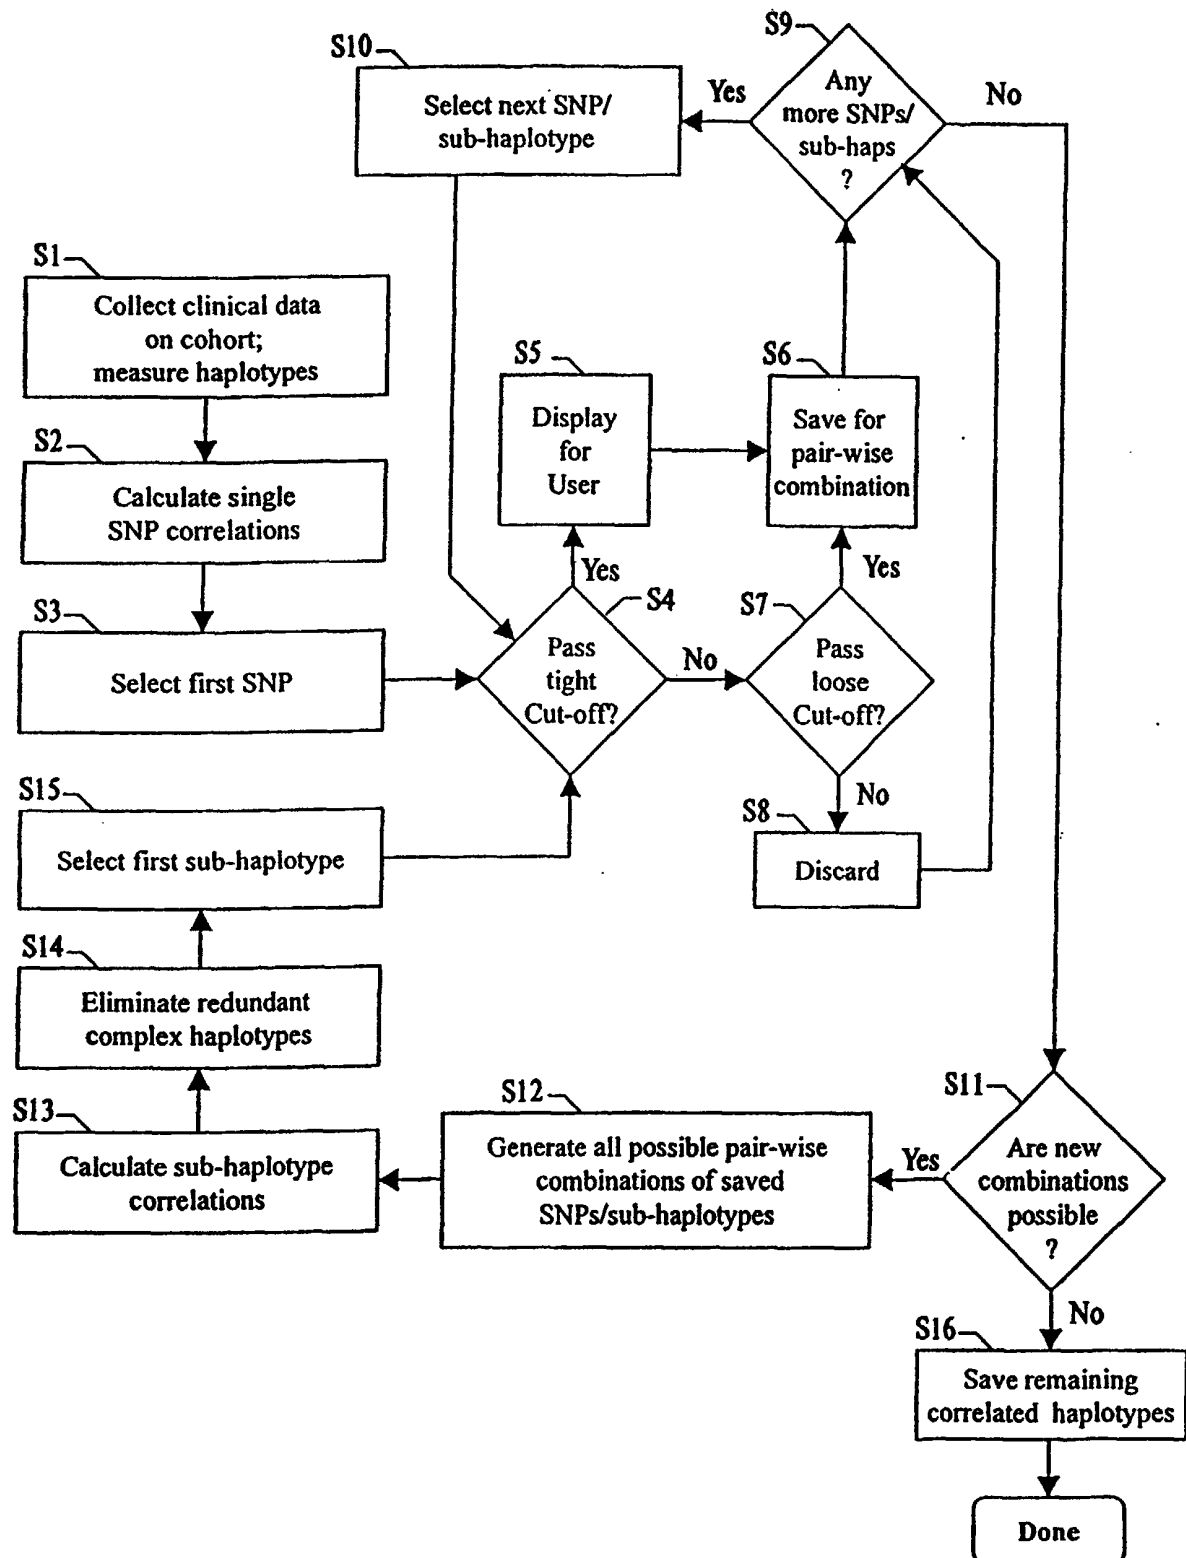 S9
S10
Any
more SNPs/
sub-haps
?
Yes
No
Select next SNP/
sub-haplotype
S1
Collect clinical data
on cohort;
measure haplotypes
S5
S6
Display
for
User
Save for
pair-wise
combination
S2
Calculate single
SNP correlations
Yes
Yes
S3
S4
S7
Select first SNP
Pass
tight
Cut-off?
No
Pass
loose
Cut-off?
S15
Select first sub-haplotype
No
S8
Discard
S14
Eliminate redundant
complex haplotypes
S13
Calculate sub-haplotype
correlations
S12
Generate all possible pair-wise
combinations of saved
SNPs/sub-haplotypes
S11
Yes
Are new
combinations
possible
?
No
S16
Save remaining
correlated haplotypes
Done